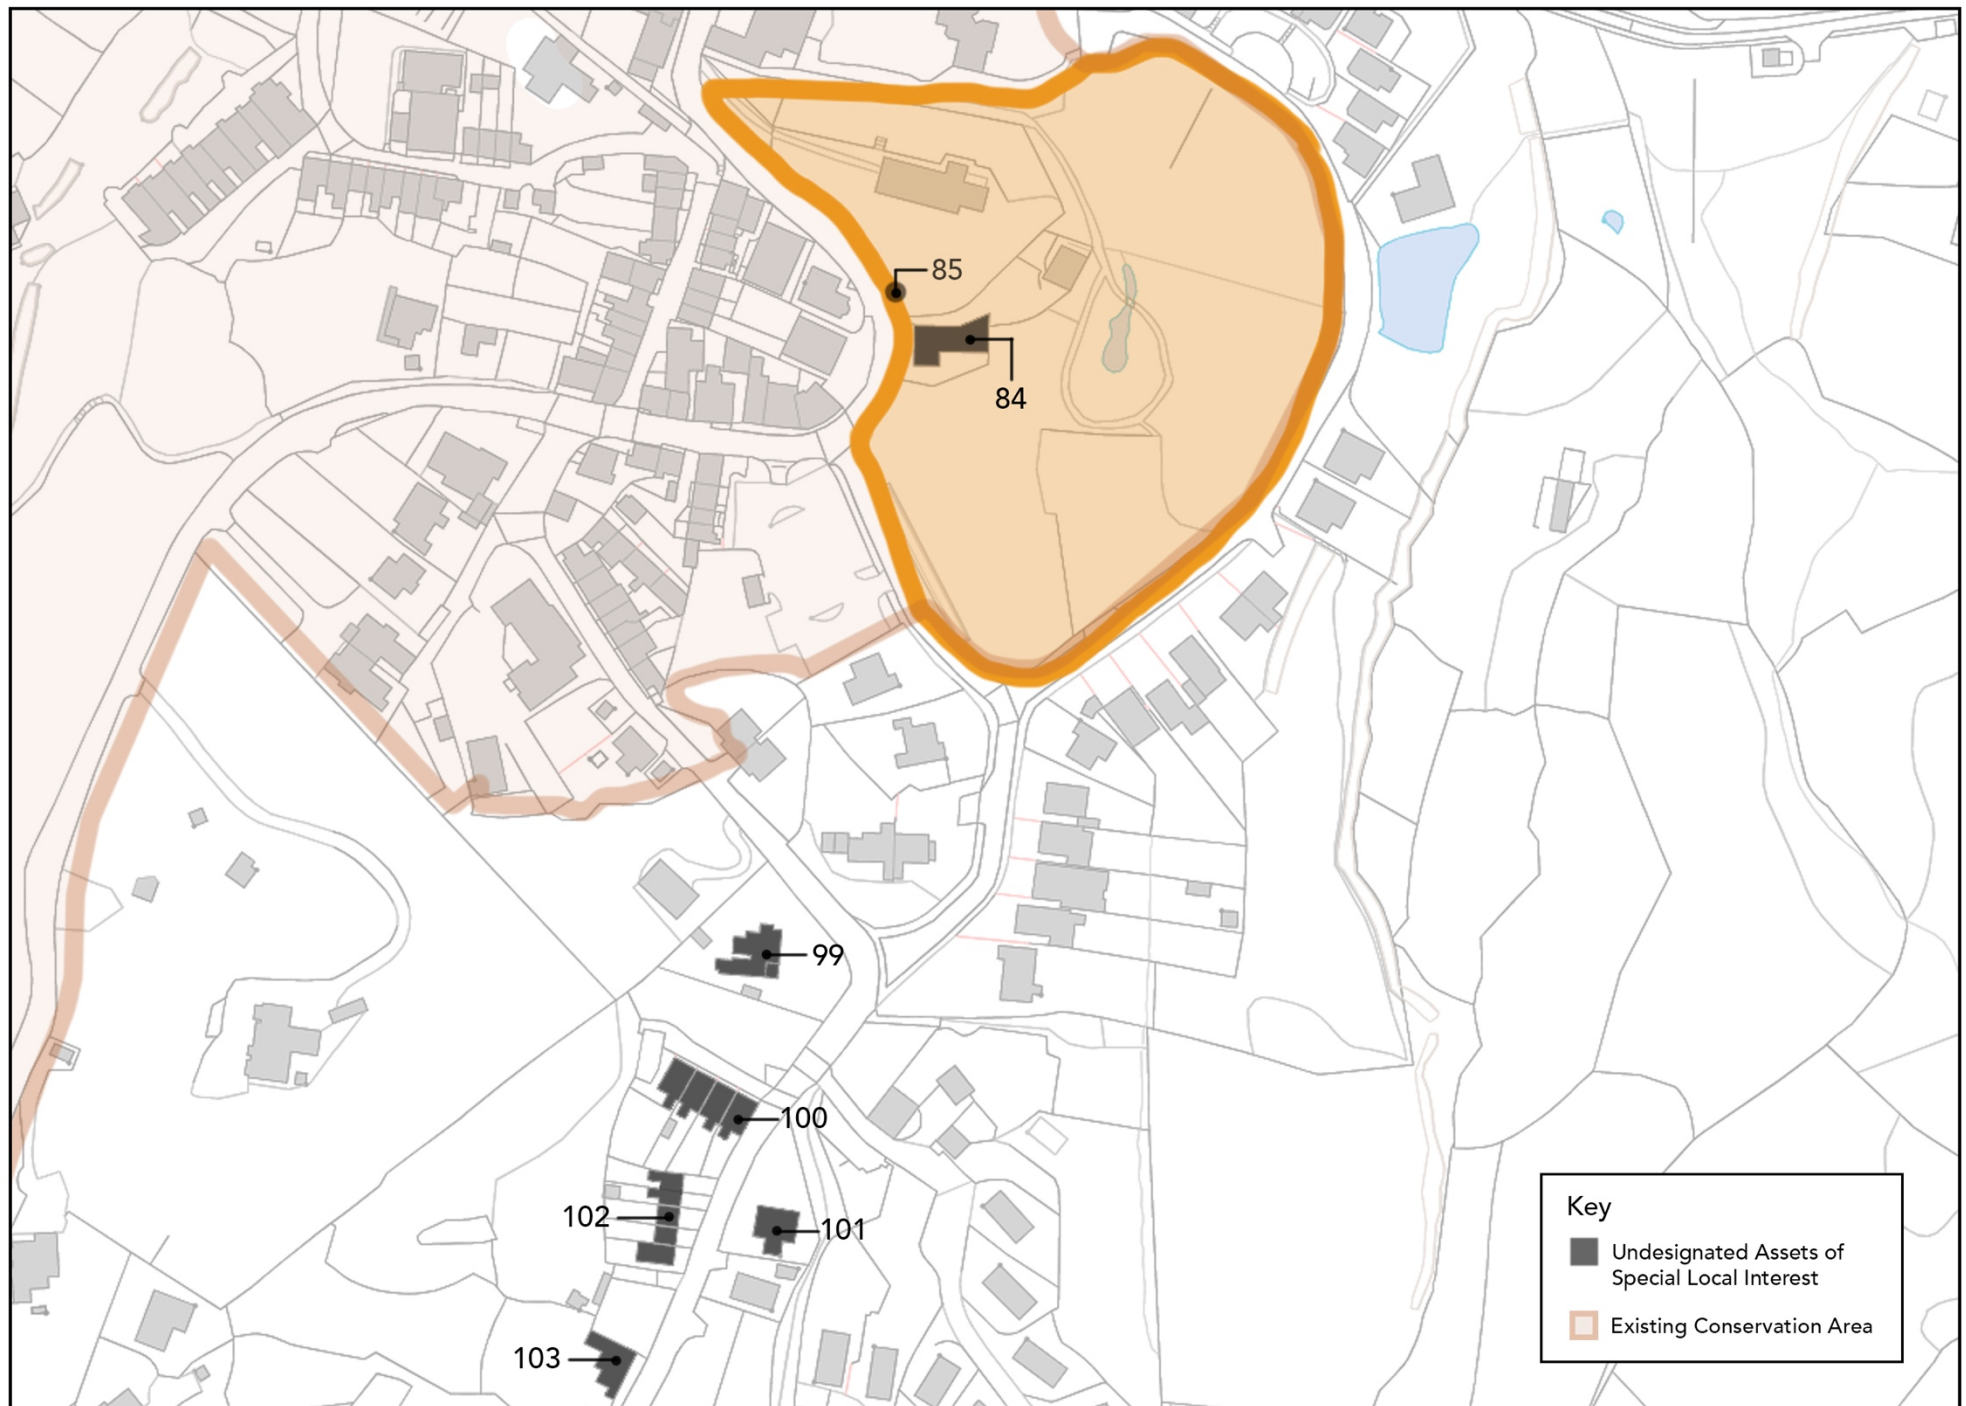 85
84
99
100
102
101
103
Key
Undesignated Assets of
Special Local Interest
Existing Conservation Area